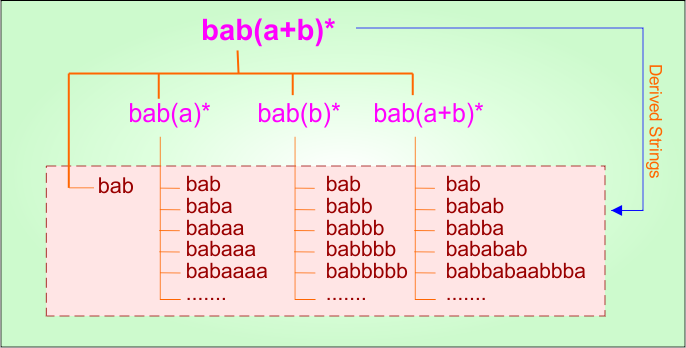 bab(a+b)*
Derived Strings
bab(a)* bab(b)* bab(a+b)*
bab
bab bab bab
baba babb babab
babaa babbb babba
babaaa babbbb bababab
babaaaa babbbbb babbabaabbba
....... ....... .......